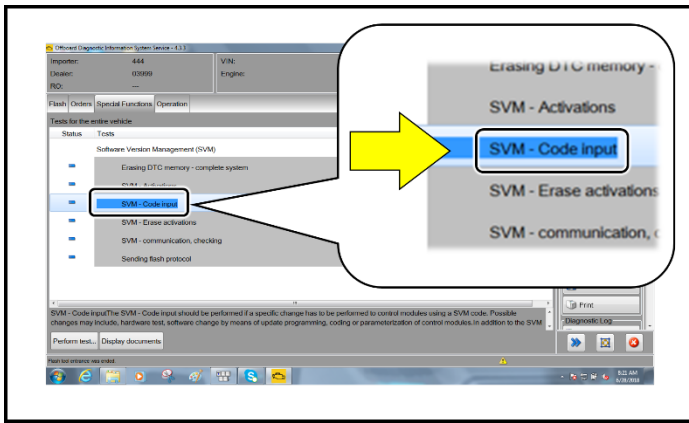 Offboard Diagnostic Information System Service - 4.3.3
Importer: 444 VIN:
Dealer: 03999 Engine:
RO: ---
Flash Orders Special Functions Operation
Tests for the entire vehicle
Status Tests
Software Version Management (SVM)
Erasing DTC memory - complete system
SVM - Activations
SVM - Code input
SVM - Erase activations
SVM - communication, checking
Sending flash protocol
SVM - Code inputThe SVM - Code input should be performed if a specific change has to be performed to control modules using a SVM code. Possible
changes may include, hardware test, software change by means of update programming, coding or parameterization of control modules.In addition to the SVM
Perform test... Display documents
Flash tool entrance was ended.
Print
Diagnostic Log
8:21 AM
Erasing DTC memory -
SVM - Activations
SVM - Code input
SVM - Erase activations
SVM - communication,